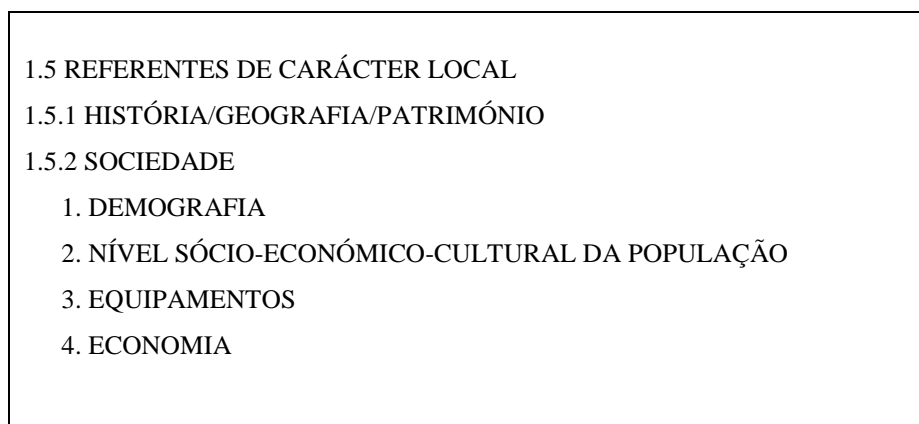 1.5 REFERENTES DE CARÁCTER LOCAL
1.5.1 HISTÓRIA/GEOGRAFIA/PATRIMÓNIO
1.5.2 SOCIEDADE
1. DEMOGRAFIA
2. NÍVEL SÓCIO-ECONÓMICO-CULTURAL DA POPULAÇÃO
3. EQUIPAMENTOS
4. ECONOMIA